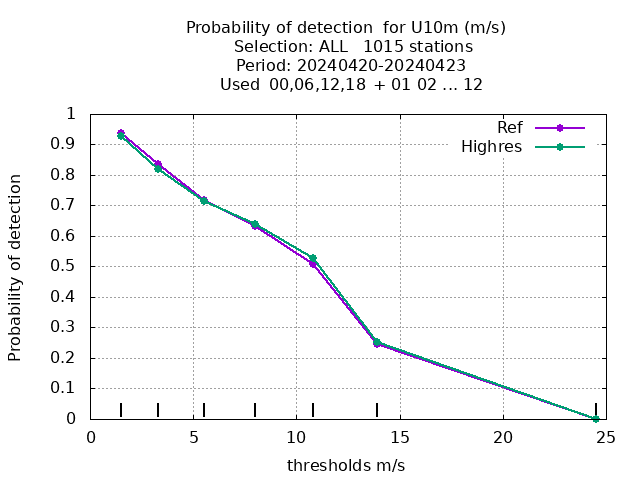 Probability of detection for U10m (m/s)
Selection: ALL 1015 stations
Period: 20240420-20240423
Used 00,06,12,18 + 01 02 ... 12
Ref
Highres
Probability of detection
1
0.9
0.8
0.7
0.6
0.5
0.4
0.3
0.2
0.1
0
0 5 10 15 20 25
thresholds m/s